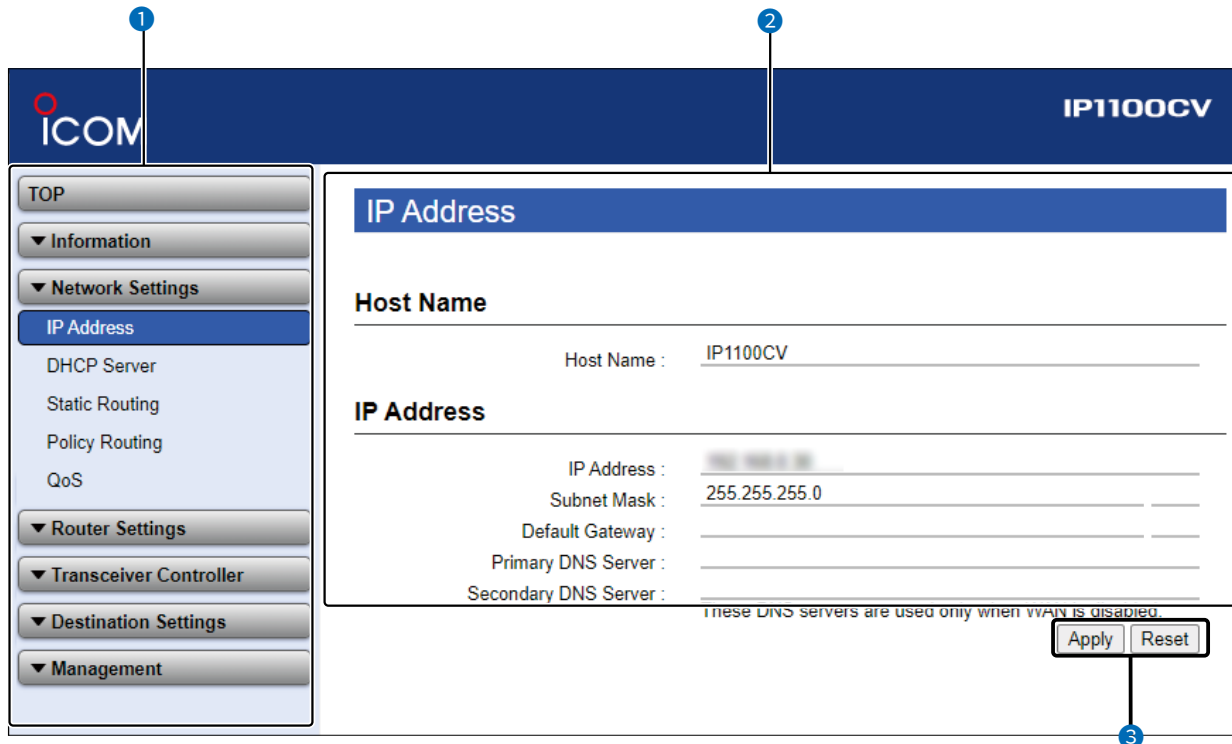 1
2
ICOM
IP1100CV
TOP
▼ Information
▼ Network Settings
IP Address
DHCP Server
Static Routing
Policy Routing
QoS
▼ Router Settings
▼ Transceiver Controller
▼ Destination Settings
▼ Management
IP Address
Host Name
Host Name : IP1100CV
IP Address
IP Address :
Subnet Mask : 255.255.255.0
Default Gateway :
Primary DNS Server :
Secondary DNS Server :
These DNS servers are used only when WAN is disabled.
Apply Reset
3